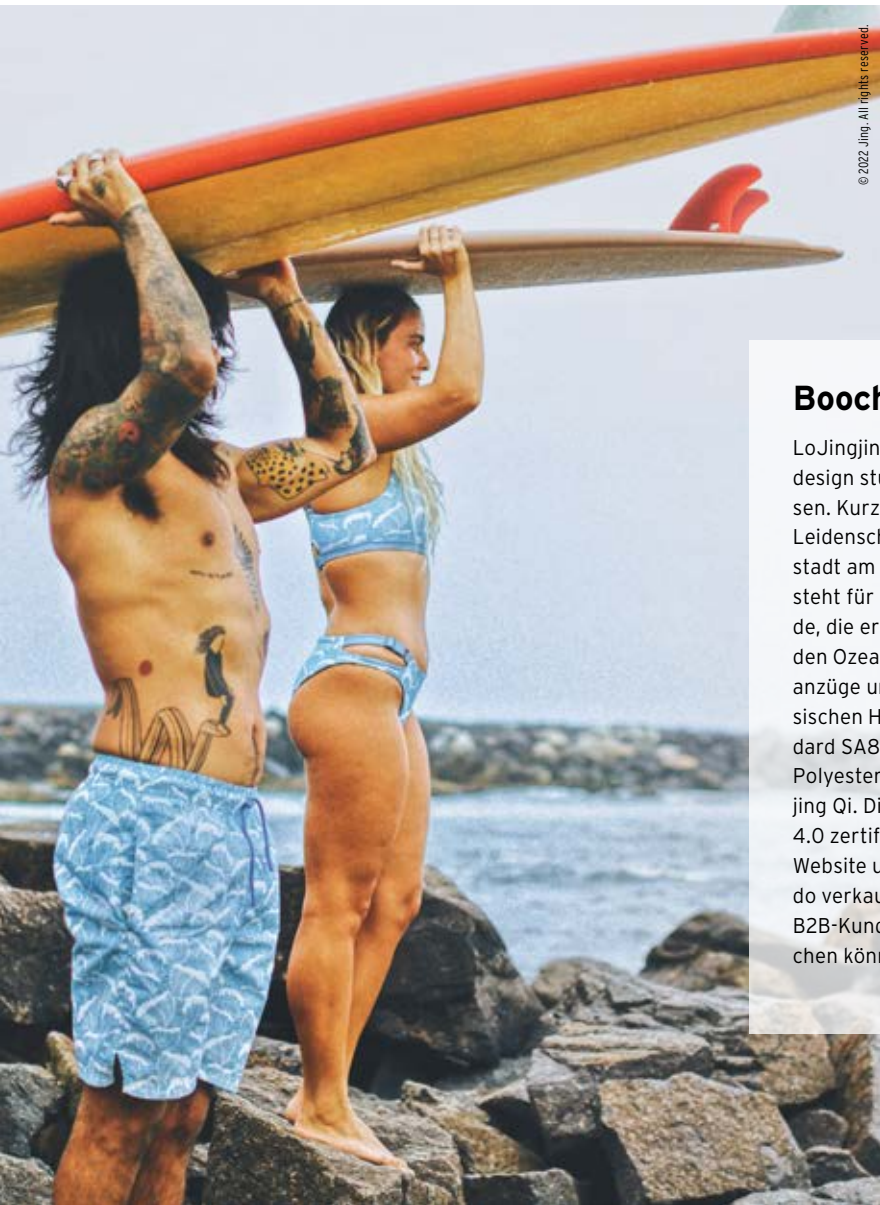 © 2022 Jing. All rights reserved.
Booch
LoJingjin
design stu
sen. Kurz
Leidensch
stadt am
steht für
de, die er
den Ozea
anzüge u
sischen H
dard SA8
Polyester
jing Qi. Di
4.0 zertif
Website u
do verkau
B2B-Kund
chen könn